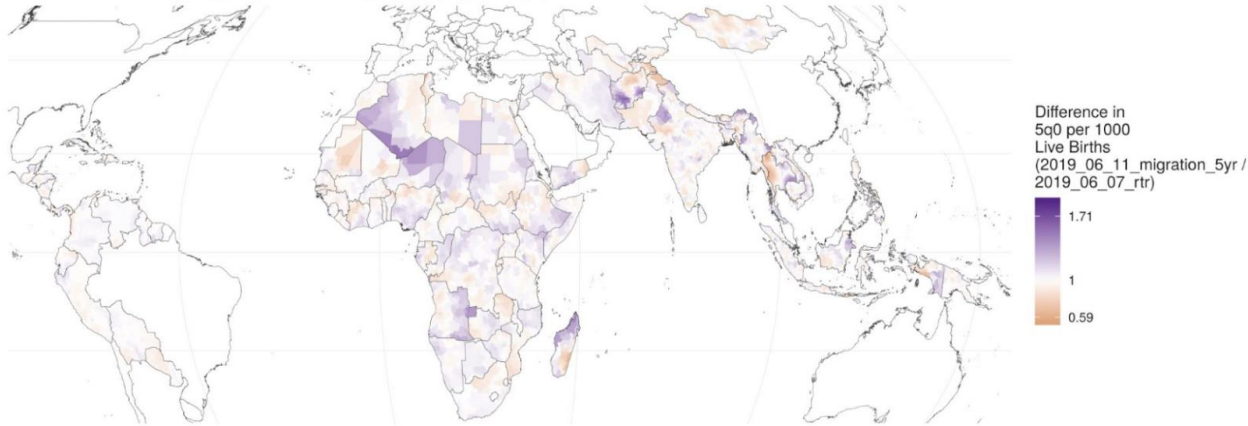 Difference in
5q0 per 1000
Live Births
(2019_06_11_migration_5yr /
2019_06_07_rtr)
1.71
1
0.59